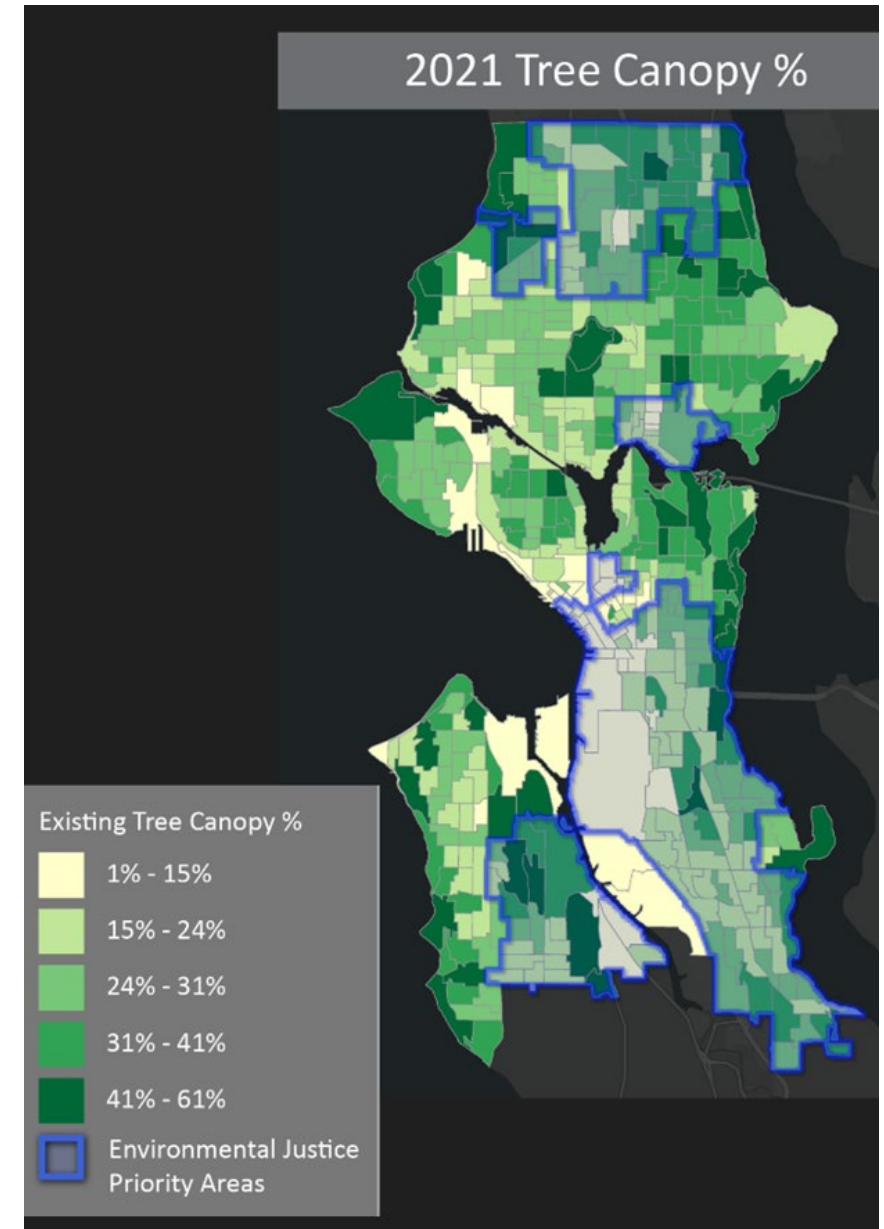 2021 Tree Canopy %
Existing Tree Canopy %
1% - 15%
15% - 24%
24% - 31%
31% - 41%
41% - 61%
Environmental Justice
Priority Areas